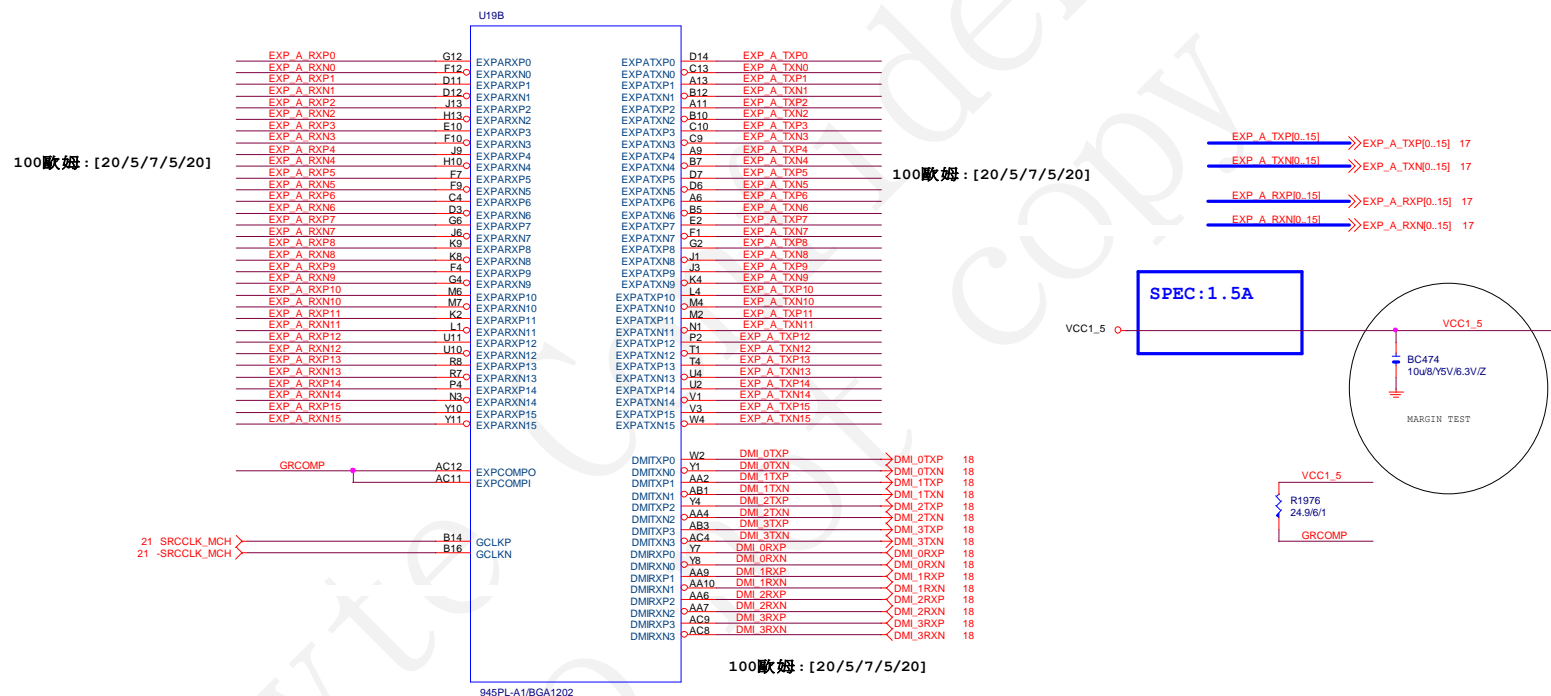 U19B
EXP_A_RXP0 G12 EXPARXP0 EXPATXP0 D14 EXP_A_TXP0
EXP_A_RXN0 F12 EXPARXN0 EXPATXN0 C13 EXP_A_TXN0
EXP_A_RXP1 D11 EXPARXP1 EXPATXP1 A13 EXP_A_TXP1
EXP_A_RXN1 D12 EXPARXN1 EXPATXN1 B12 EXP_A_TXN1
EXP_A_RXP2 J13 EXPARXP2 EXPATXP2 A11 EXP_A_TXP2
EXP_A_RXN2 H13 EXPARXN2 EXPATXN2 B10 EXP_A_TXN2
EXP_A_RXP3 E10 EXPARXP3 EXPATXP3 C10 EXP_A_TXP3
EXP_A_RXN3 F10 EXPARXN3 EXPATXN3 C9 EXP_A_TXN3
EXP_A_RXP4 J9 EXPARXP4 EXPATXP4 A9 EXP_A_TXP4
EXP_A_RXN4 H10 EXPARXN4 EXPATXN4 B7 EXP_A_TXN4
EXP_A_RXP5 F7 EXPARXP5 EXPATXP5 D7 EXP_A_TXP5
EXP_A_RXN5 F9 EXPARXN5 EXPATXN5 D6 EXP_A_TXN5
EXP_A_RXP6 C4 EXPARXP6 EXPATXP6 A6 EXP_A_TXP6
EXP_A_RXN6 D3 EXPARXN6 EXPATXN6 B5 EXP_A_TXN6
EXP_A_RXP7 G6 EXPARXP7 EXPATXP7 E2 EXP_A_TXP7
EXP_A_RXN7 J6 EXPARXN7 EXPATXN7 F1 EXP_A_TXN7
EXP_A_RXP8 K9 EXPARXP8 EXPATXP8 G2 EXP_A_TXP8
EXP_A_RXN8 K8 EXPARXN8 EXPATXN8 J1 EXP_A_TXN8
EXP_A_RXP9 F4 EXPARXP9 EXPATXP9 J3 EXP_A_TXP9
EXP_A_RXN9 G4 EXPARXN9 EXPATXN9 K4 EXP_A_TXN9
EXP_A_RXP10 M6 EXPARXP10 EXPATXP10 L4 EXP_A_TXP10
EXP_A_RXN10 M7 EXPARXN10 EXPATXN10 M4 EXP_A_TXN10
EXP_A_RXP11 K2 EXPARXP11 EXPATXP11 M2 EXP_A_TXP11
EXP_A_RXN11 L1 EXPARXN11 EXPATXN11 N1 EXP_A_TXN11
EXP_A_RXP12 U11 EXPARXP12 EXPATXP12 P2 EXP_A_TXP12
EXP_A_RXN12 U10 EXPARXN12 EXPATXN12 T1 EXP_A_TXN12
EXP_A_RXP13 R8 EXPARXP13 EXPATXP13 T4 EXP_A_TXP13
EXP_A_RXN13 R7 EXPARXN13 EXPATXN13 U4 EXP_A_TXN13
EXP_A_RXP14 P4 EXPARXP14 EXPATXP14 U2 EXP_A_TXP14
EXP_A_RXN14 N3 EXPARXN14 EXPATXN14 V1 EXP_A_TXN14
EXP_A_RXP15 Y10 EXPARXP15 EXPATXP15 V3 EXP_A_TXP15
EXP_A_RXN15 Y11 EXPARXN15 EXPATXN15 W4 EXP_A_TXN15
100歐姆:[20/5/7/5/20]
100歐姆:[20/5/7/5/20]
GRCOMP AC12 EXPCOMPO
AC11 EXPCOMPI
21 SRCCLK_MCH B14 GCLKP
21 -SRCCLK_MCH B16 GCLKN
DMITXP0 W2 DMI_0TXP DMI_0TXP 18
DMITXN0 Y1 DMI_0TXN DMI_0TXN 18
DMITXP1 AA2 DMI_1TXP DMI_1TXP 18
DMITXN1 AB1 DMI_1TXN DMI_1TXN 18
DMITXP2 Y4 DMI_2TXP DMI_2TXP 18
DMITXN2 AA4 DMI_2TXN DMI_2TXN 18
DMITXP3 AB3 DMI_3TXP DMI_3TXP 18
DMITXN3 AC4 DMI_3TXN DMI_3TXN 18
DMIRXP0 Y7 DMI_0RXP DMI_0RXP 18
DMIRXN0 Y8 DMI_0RXN DMI_0RXN 18
DMIRXP1 AA9 DMI_1RXP DMI_1RXP 18
DMIRXN1 AA10 DMI_1RXN DMI_1RXN 18
DMIRXP2 AA6 DMI_2RXP DMI_2RXP 18
DMIRXN2 AA7 DMI_2RXN DMI_2RXN 18
DMIRXP3 AC9 DMI_3RXP DMI_3RXP 18
DMIRXN3 AC8 DMI_3RXN DMI_3RXN 18
100歐姆:[20/5/7/5/20]
945PL-A1/BGA1202
EXP_A_TXP[0..15] EXP_A_TXP[0..15] 17
EXP_A_TXN[0..15] EXP_A_TXN[0..15] 17
EXP_A_RXP[0..15] EXP_A_RXP[0..15] 17
EXP_A_RXN[0..15] EXP_A_RXN[0..15] 17
SPEC:1.5A
VCC1_5 VCC1_5
BC474
10u/8/Y5V/6.3V/Z
MARGIN TEST
VCC1_5
R1976
24.9/6/1
GRCOMP
copy